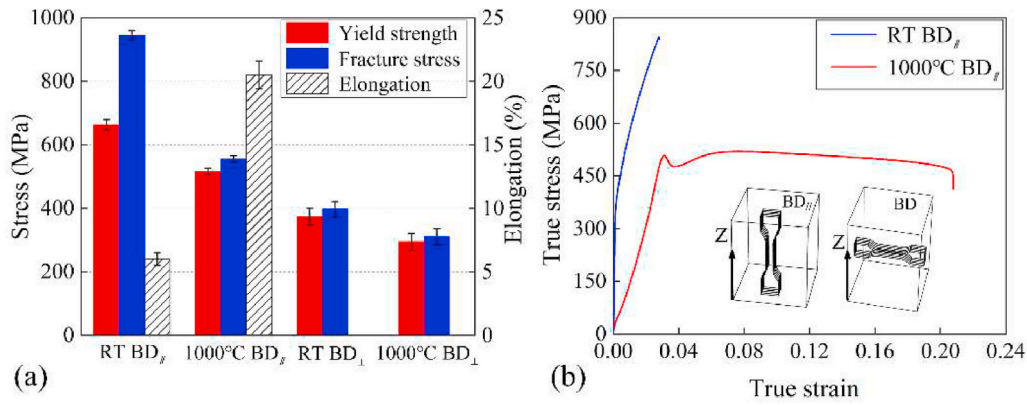 1000
800
600
400
200
0
Stress (MPa)
Yield strength
Fracture stress
Elongation
25
20
15
10
5
0
Elongation (%)
RT BD∥
1000℃ BD∥
RT BD⊥
1000℃ BD⊥
(a)
900
750
600
450
300
150
0
True stress (MPa)
RT BD∥
1000℃ BD∥
BD∥
Z
BD
Z
0.00
0.04
0.08
0.12
0.16
0.20
0.24
True strain
(b)